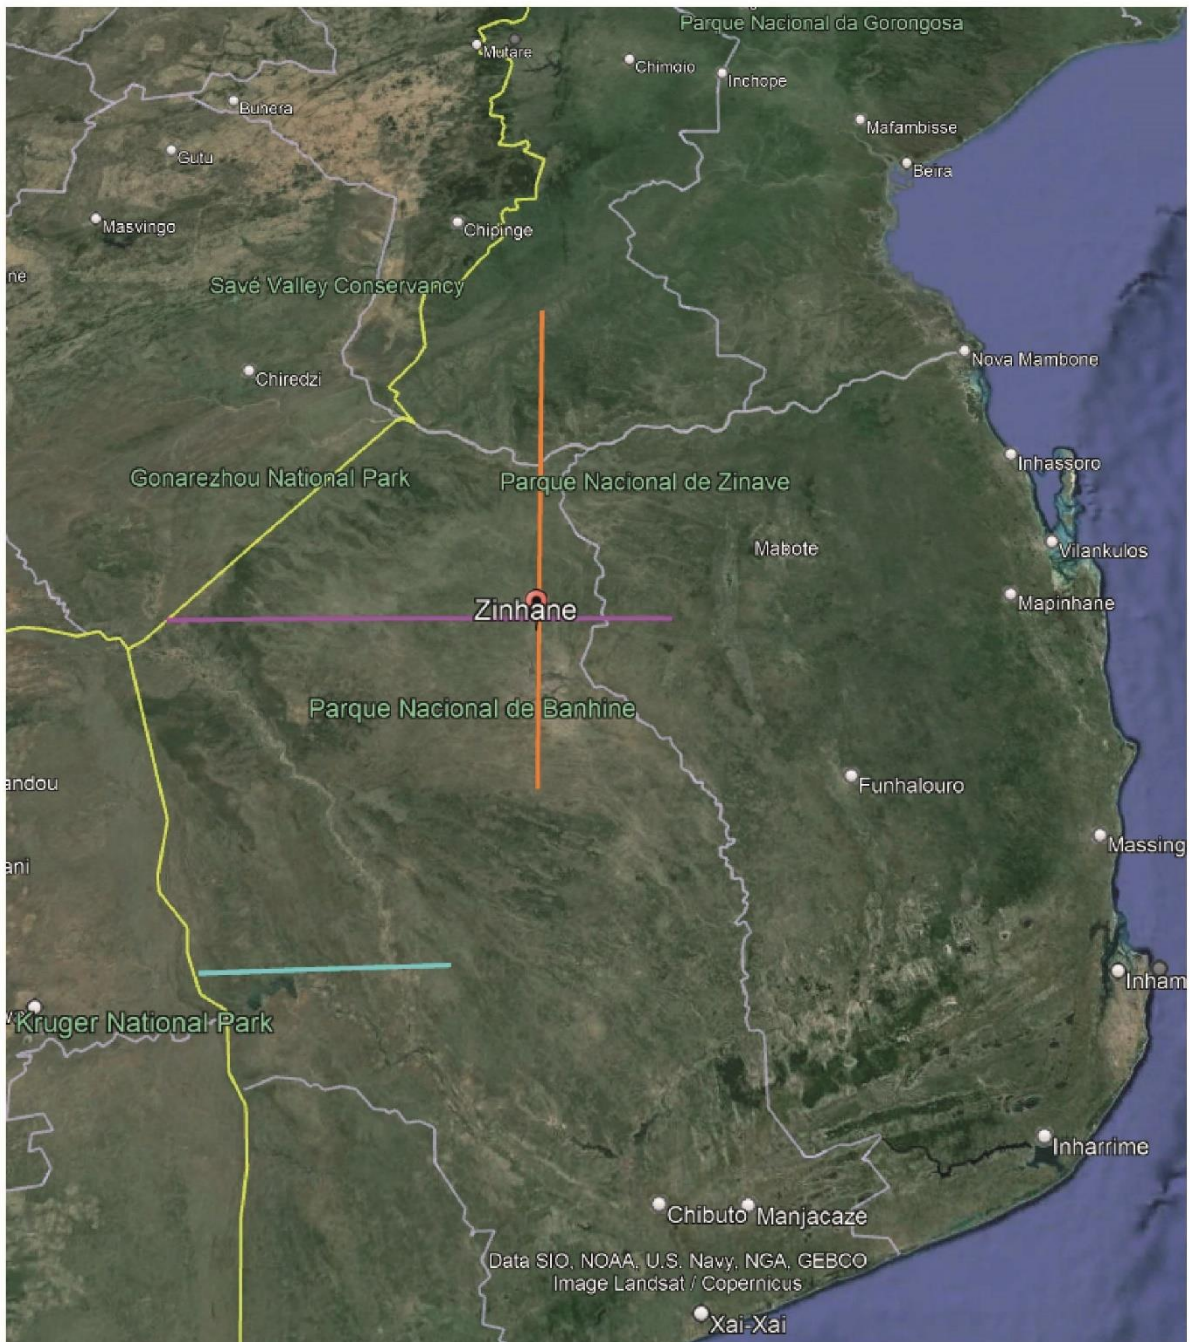 Parque Nacional da Gorongosa
Mutare
Chimoio
Inchope
Buhera
Mafambisse
Gutu
Beira
Masvingo
Chipinge
ne
Savé Valley Conservancy
Nova Mambone
Chiredzi
Inhassoro
Gonarezhou National Park
Parque Nacional de Zinave
Mabote
Vilankulos
Mapinhane
Zinhane
Parque Nacional de Banhine
andou
Funhalouro
Massing
ani
Inham
Kruger National Park
Inharrime
Chibuto
Manjacaze
Data SIO, NOAA, U.S. Navy, NGA, GEBCO
Image Landsat / Copernicus
Xai-Xai